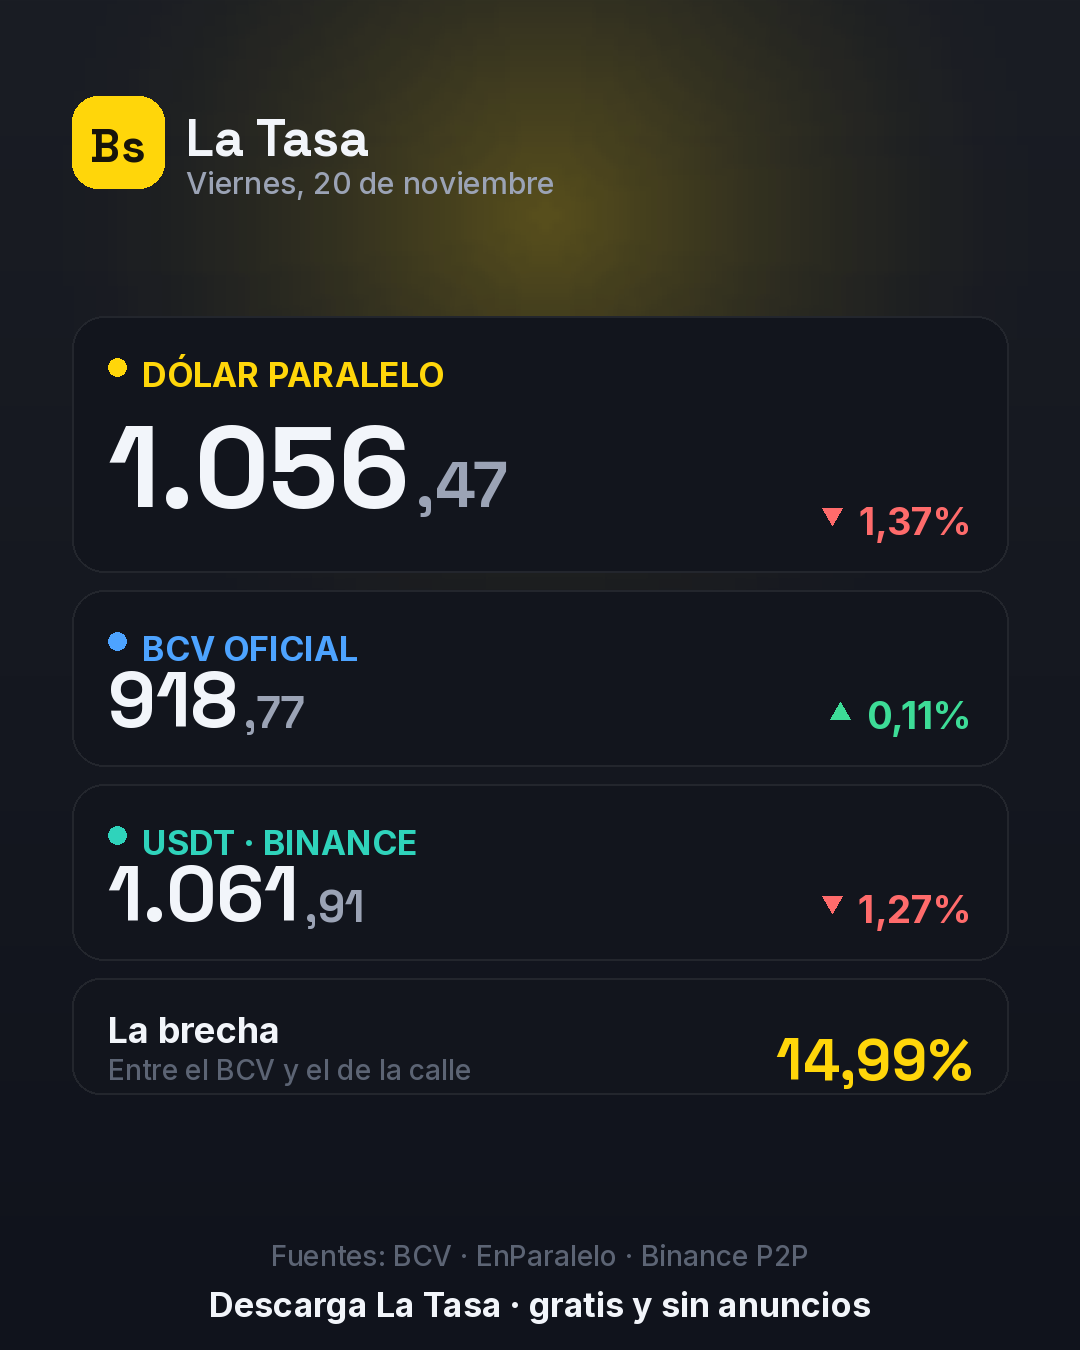 Bs
La Tasa
Viernes, 20 de noviembre
DÓLAR PARALELO
1.056,47
▼ 1,37%
BCV OFICIAL
918,77
▲ 0,11%
USDT · BINANCE
1.061,91
▼ 1,27%
La brecha
Entre el BCV y el de la calle
14,99%
Fuentes: BCV · EnParalelo · Binance P2P
Descarga La Tasa · gratis y sin anuncios